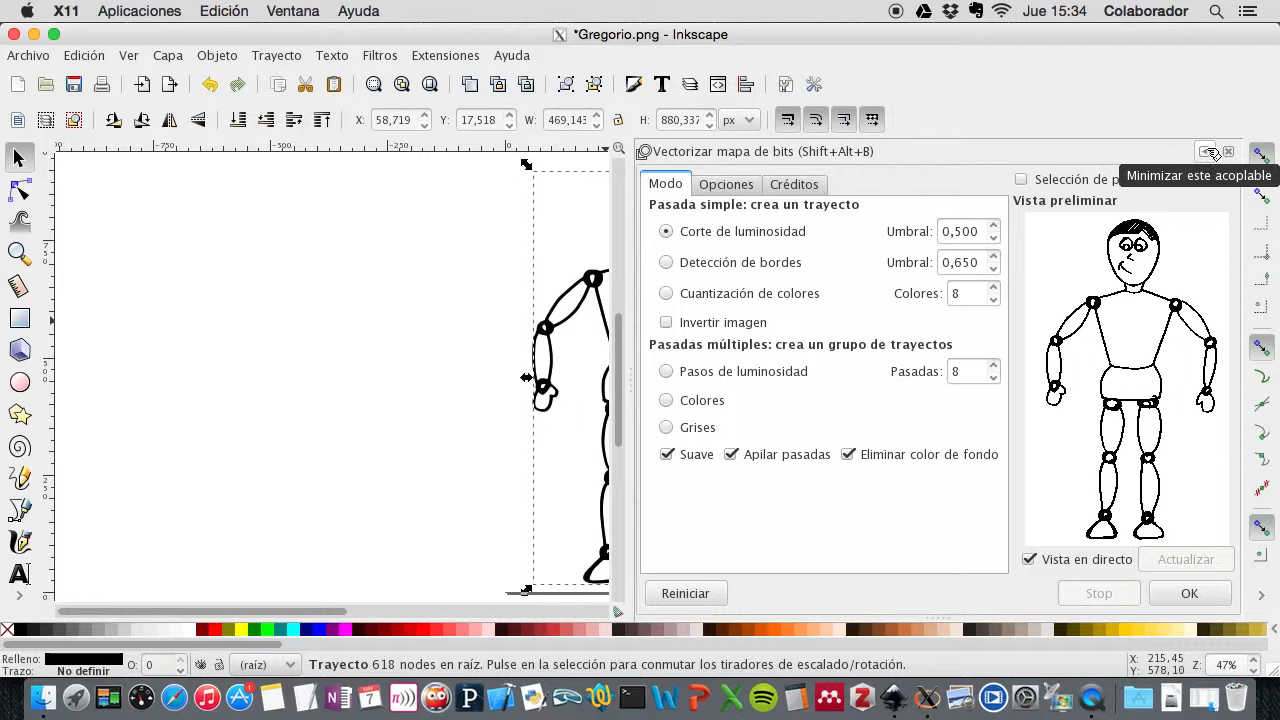 X11 Aplicaciones Edición Ventana Ayuda Jue 15:34 Colaborador
*Gregorio.png - Inkscape
Archivo Edición Ver Capa Objeto Trayecto Texto Filtros Extensiones Ayuda
X: 58,719 Y: 17,518 W: 469,143 H: 880,337 px
-500 -250 0
Vectorizar mapa de bits (Shift+Alt+B)
Minimizar este acoplable
Modo Opciones Créditos
Selección de p
Vista preliminar
Pasada simple: crea un trayecto
Corte de luminosidad Umbral: 0,500
Detección de bordes Umbral: 0,650
Cuantización de colores Colores: 8
Invertir imagen
Pasadas múltiples: crea un grupo de trayectos
Pasos de luminosidad Pasadas: 8
Colores
Grises
Suave Apilar pasadas Eliminar color de fondo
Vista en directo Actualizar
Reiniciar Stop OK
Relleno: O: 0 (raíz) Trayecto 618 nodos en raíz. Pulse en la selección para conmutar los tiradores de escalado/rotación. X: 215,45 Z: 47%
Trazo: No definir Y: 578,10